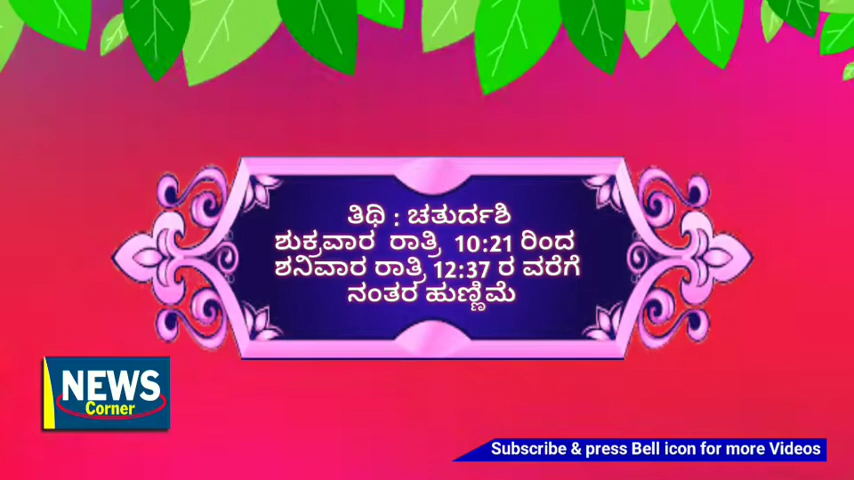 ತಿಥಿ : ಚತುರ್ದಶಿ
ಶುಕ್ರವಾರ ರಾತ್ರಿ 10:21 ರಿಂದ
ಶನಿವಾರ ರಾತ್ರಿ 12:37 ರ ವರೆಗೆ
ನಂತರ ಹುಣ್ಣಿಮೆ
NEWS
Corner
Subscribe & press Bell icon for more Videos